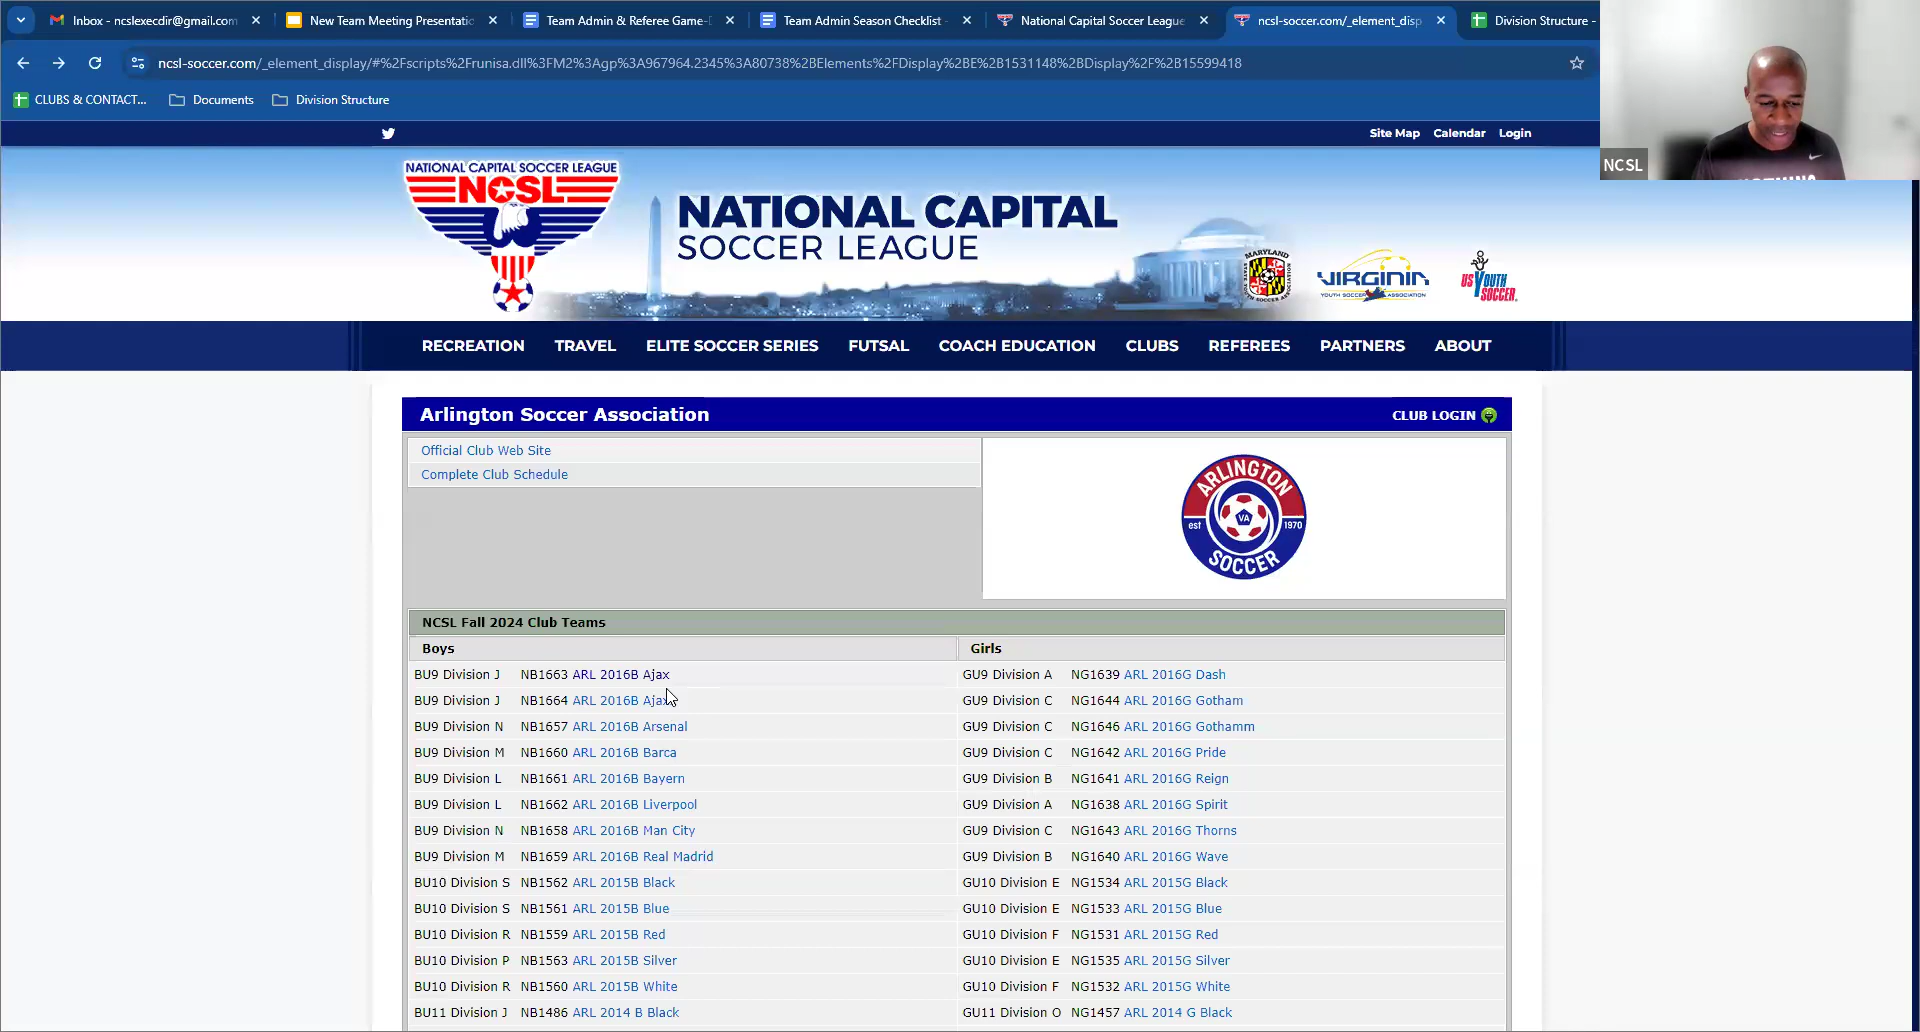 Inbox - ncslexecdir@gmail.com
New Team Meeting Presentatio
Team Admin & Referee Game-D
Team Admin Season Checklist -
National Capital Soccer League
ncsl-soccer.com/_element_disp
Division Structure -
ncsl-soccer.com/_element_display/#%2Fscripts%2Frunisa.dll%3FM2%3Agp%3A967964.2345%3A80738%2BElements%2FDisplay%2BE%2B1531148%2BDisplay%2F%2B15599418
CLUBS & CONTACT...
Documents
Division Structure
Site Map Calendar Login
NCSL
NATIONAL CAPITAL SOCCER LEAGUE
NCSL
NATIONAL CAPITAL
SOCCER LEAGUE
MARYLAND
VIRGINIA
YOUTH SOCCER ASSOCIATION
US YOUTH SOCCER
RECREATION TRAVEL ELITE SOCCER SERIES FUTSAL COACH EDUCATION CLUBS REFEREES PARTNERS ABOUT
Arlington Soccer Association
CLUB LOGIN
Official Club Web Site
Complete Club Schedule
ARLINGTON
VA
est 1970
SOCCER
NCSL Fall 2024 Club Teams
Boys Girls
BU9 Division J NB1663 ARL 2016B Ajax GU9 Division A NG1639 ARL 2016G Dash
BU9 Division J NB1664 ARL 2016B Ajax GU9 Division C NG1644 ARL 2016G Gotham
BU9 Division N NB1657 ARL 2016B Arsenal GU9 Division C NG1646 ARL 2016G Gothamm
BU9 Division M NB1660 ARL 2016B Barca GU9 Division C NG1642 ARL 2016G Pride
BU9 Division L NB1661 ARL 2016B Bayern GU9 Division B NG1641 ARL 2016G Reign
BU9 Division L NB1662 ARL 2016B Liverpool GU9 Division A NG1638 ARL 2016G Spirit
BU9 Division N NB1658 ARL 2016B Man City GU9 Division C NG1643 ARL 2016G Thorns
BU9 Division M NB1659 ARL 2016B Real Madrid GU9 Division B NG1640 ARL 2016G Wave
BU10 Division S NB1562 ARL 2015B Black GU10 Division E NG1534 ARL 2015G Black
BU10 Division S NB1561 ARL 2015B Blue GU10 Division E NG1533 ARL 2015G Blue
BU10 Division R NB1559 ARL 2015B Red GU10 Division F NG1531 ARL 2015G Red
BU10 Division P NB1563 ARL 2015B Silver GU10 Division E NG1535 ARL 2015G Silver
BU10 Division R NB1560 ARL 2015B White GU10 Division F NG1532 ARL 2015G White
BU11 Division J NB1486 ARL 2014 B Black GU11 Division O NG1457 ARL 2014 G Black